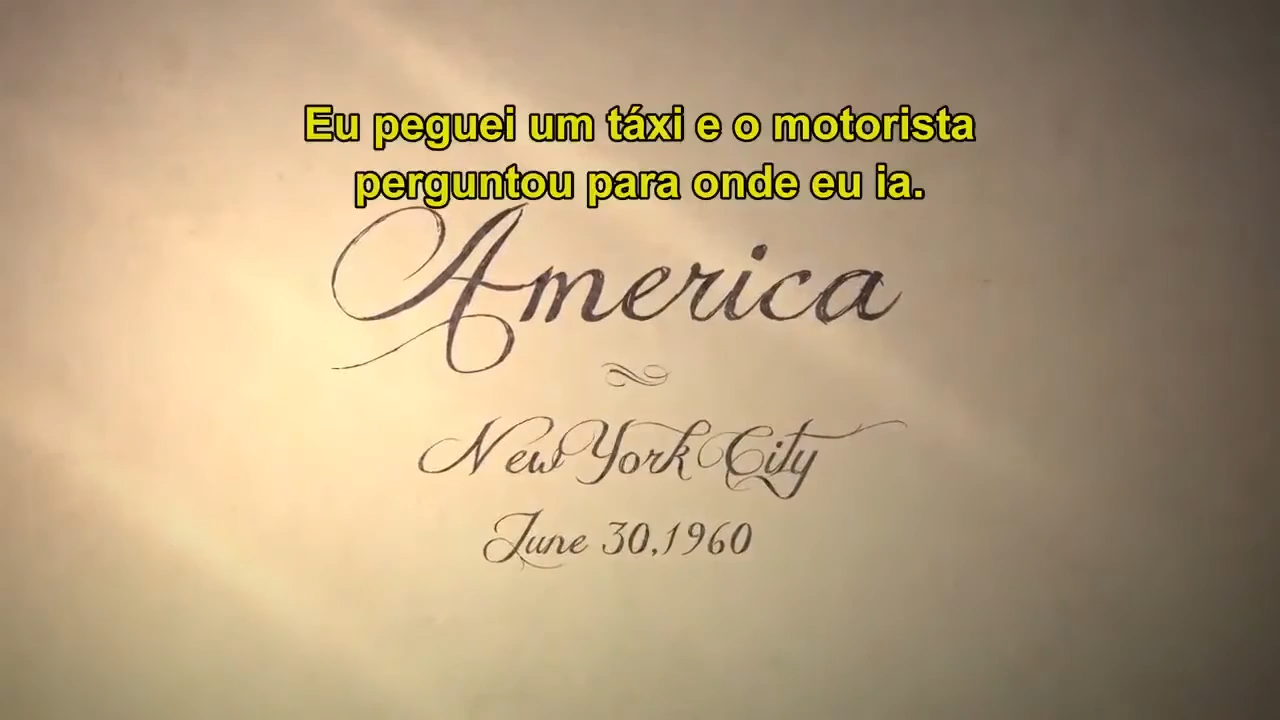 Eu peguei um táxi e o motorista
perguntou para onde eu ia.
America
New York City
June 30, 1960